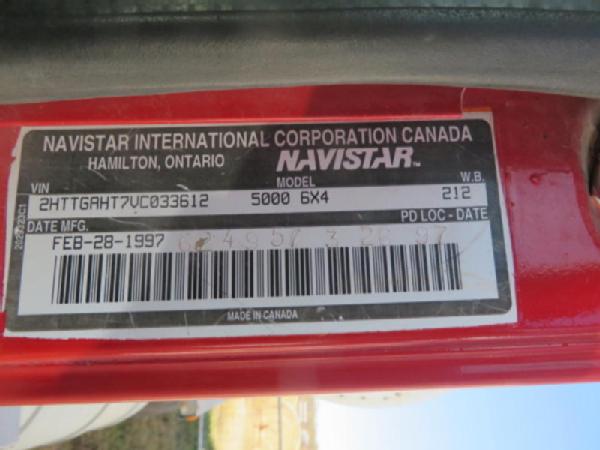 NAVISTAR INTERNATIONAL CORPORATION CANADA
HAMILTON, ONTARIO NAVISTAR™
VIN MODEL W.B.
2HTTGAHT7VC033612 5000 6X4 212
DATE MFG. PD LOC - DATE
FEB-28-1997
MADE IN CANADA